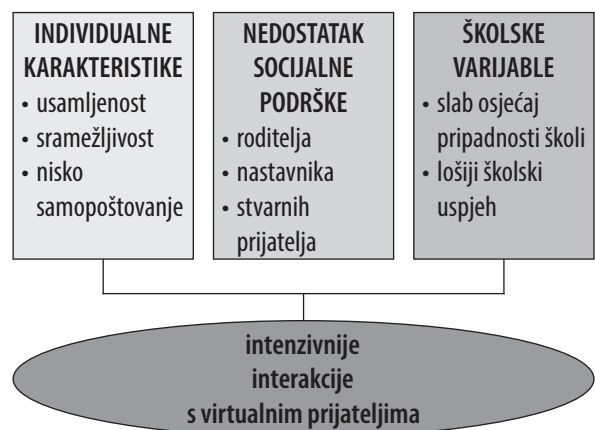 INDIVIDUALNE
KARAKTERISTIKE
• usamljenost
• sramežljivost
• nisko
samopoštovanje
NEDOSTATAK
SOCIJALNE
PODRŠKE
• roditelja
• nastavnika
• stvarnih
prijatelja
ŠKOLSKE
VARIJABLE
• slab osjećaj
pripadnosti školi
• lošiji školski
uspjeh
intenzivnije
interakcije
s virtualnim prijateljima